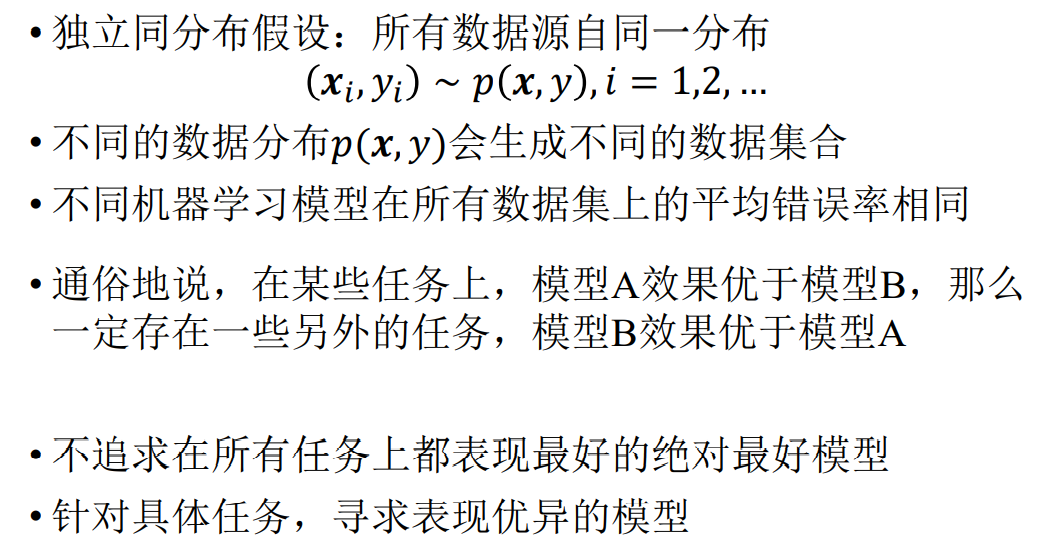 • 独立同分布假设：所有数据源自同一分布
(𝒙ᵢ, yᵢ) ~ p(𝒙, y), i = 1,2, …
• 不同的数据分布p(𝒙, y)会生成不同的数据集合
• 不同机器学习模型在所有数据集上的平均错误率相同
• 通俗地说，在某些任务上，模型A效果优于模型B，那么
一定存在一些另外的任务，模型B效果优于模型A
• 不追求在所有任务上都表现最好的绝对最好模型
• 针对具体任务，寻求表现优异的模型